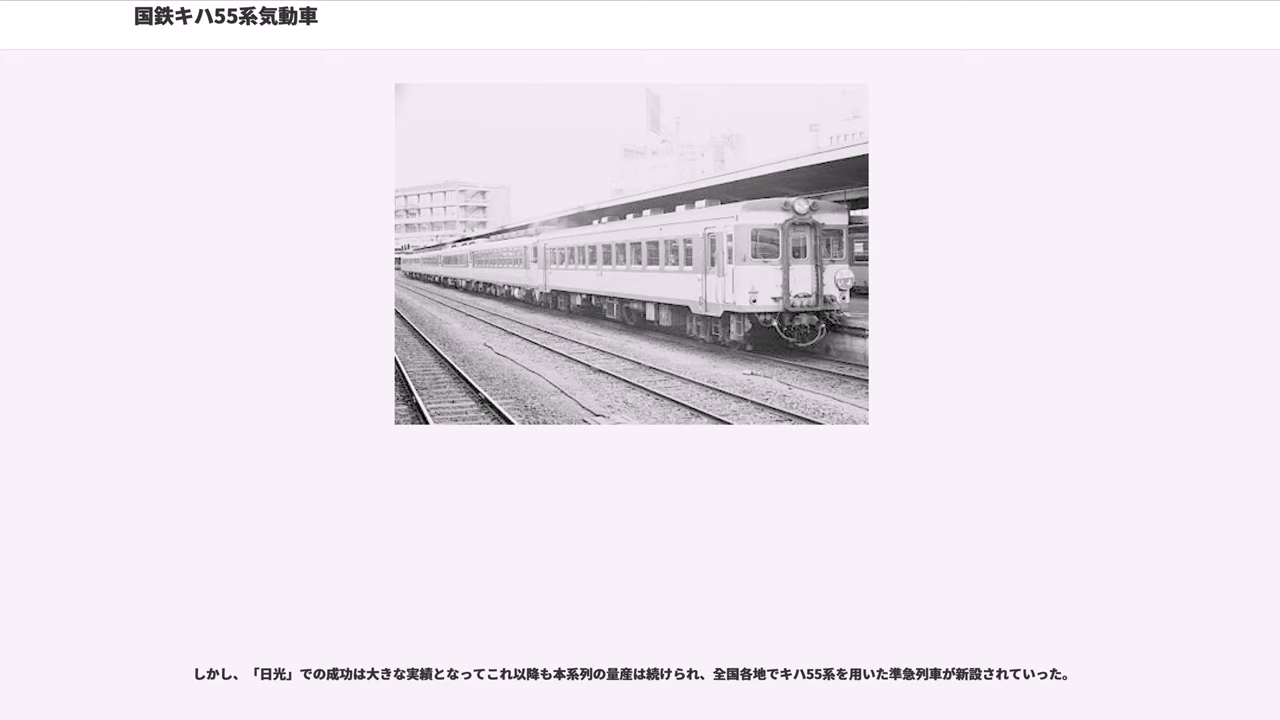 国鉄キハ55系気動車
しかし、「日光」での成功は大きな実績となってこれ以降も本系列の量産は続けられ、全国各地でキハ55系を用いた準急列車が新設されていった。